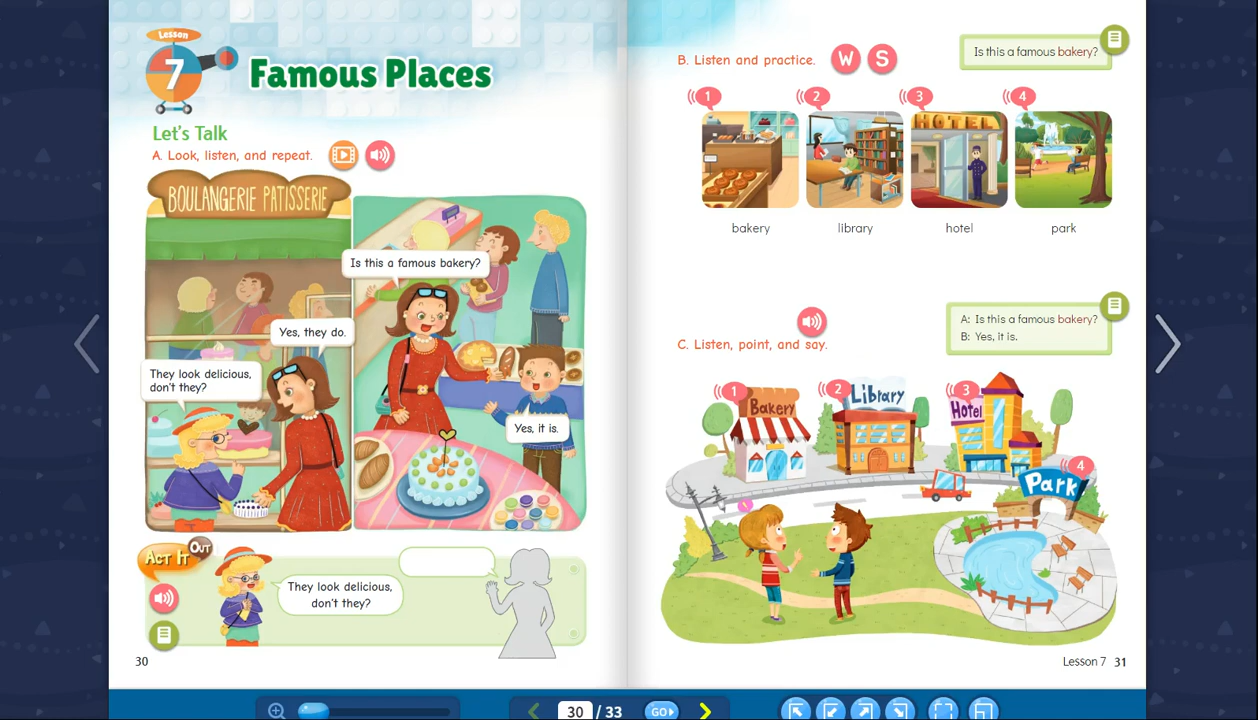 Lesson
7
Famous Places
Let's Talk
A. Look, listen, and repeat.
BOULANGERIE PATISSERIE
Is this a famous bakery?
Yes, they do.
They look delicious,
don't they?
Yes, it is.
ACT IT OUT
They look delicious,
don't they?
30
B. Listen and practice.
W S
Is this a famous bakery?
1 2 3 4
bakery library hotel park
HOTEL
C. Listen, point, and say.
A: Is this a famous bakery?
B: Yes, it is.
1 Bakery
2 Library
3 Hotel
4 Park
Lesson 7 31
30 / 33 GO